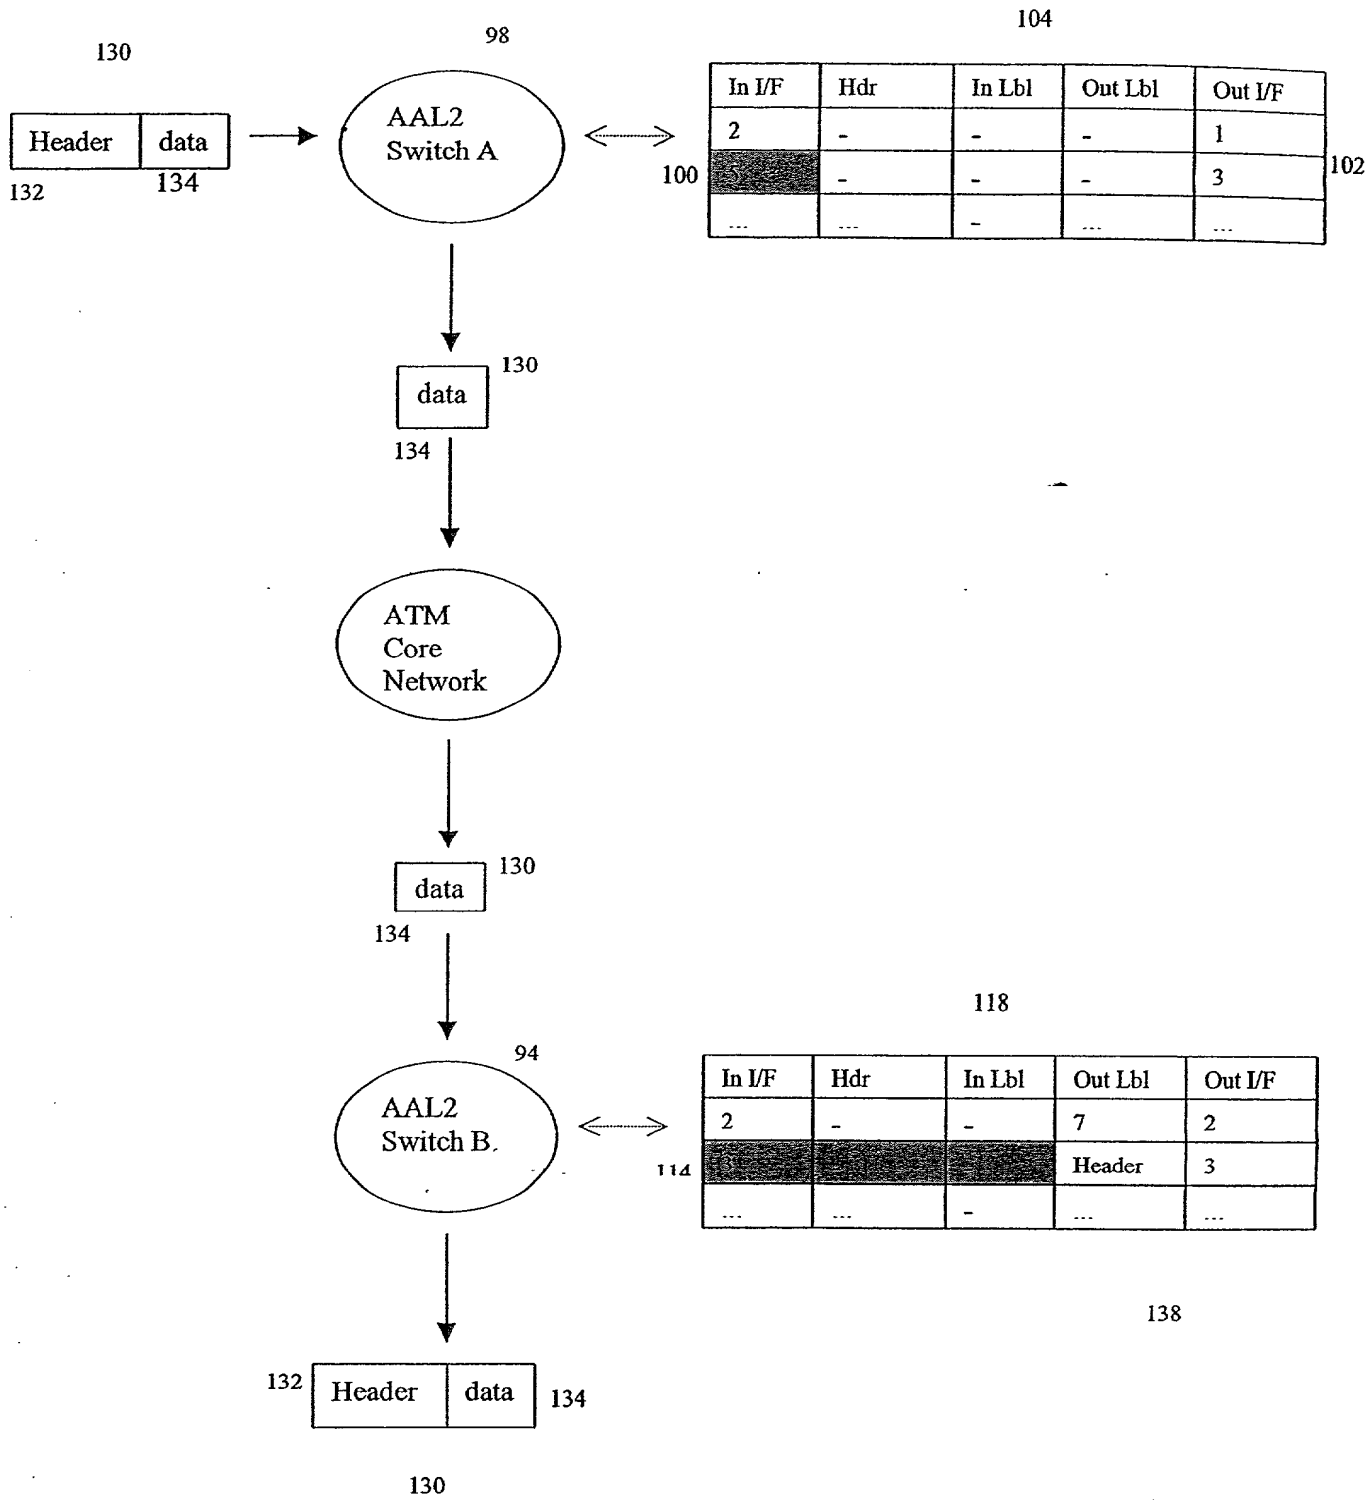 130
98
104
Header data
132 134
AAL2
Switch A
In I/F Hdr In Lbl Out Lbl Out I/F
2 - - - 1
100 - - - 3 102
... ... - ... ...
data
130
134
ATM
Core
Network
data
130
134
94
AAL2
Switch B.
118
In I/F Hdr In Lbl Out Lbl Out I/F
2 - - 7 2
114 Header 3
... ... - ... ...
138
132 Header data 134
130